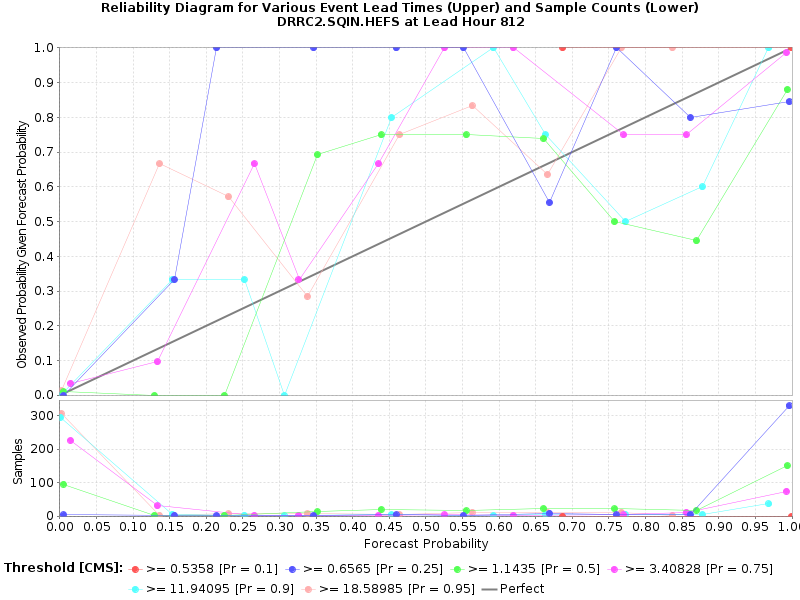 Reliability Diagram for Various Event Lead Times (Upper) and Sample Counts (Lower)
DRRC2.SQIN.HEFS at Lead Hour 812
Observed Probability Given Forecast Probability
1.0
0.9
0.8
0.7
0.6
0.5
0.4
0.3
0.2
0.1
0.0
Samples
300
200
100
0
0.00 0.05 0.10 0.15 0.20 0.25 0.30 0.35 0.40 0.45 0.50 0.55 0.60 0.65 0.70 0.75 0.80 0.85 0.90 0.95 1.0
Forecast Probability
Threshold [CMS]: >= 0.5358 [Pr = 0.1] >= 0.6565 [Pr = 0.25] >= 1.1435 [Pr = 0.5] >= 3.40828 [Pr = 0.75]
>= 11.94095 [Pr = 0.9] >= 18.58985 [Pr = 0.95] Perfect